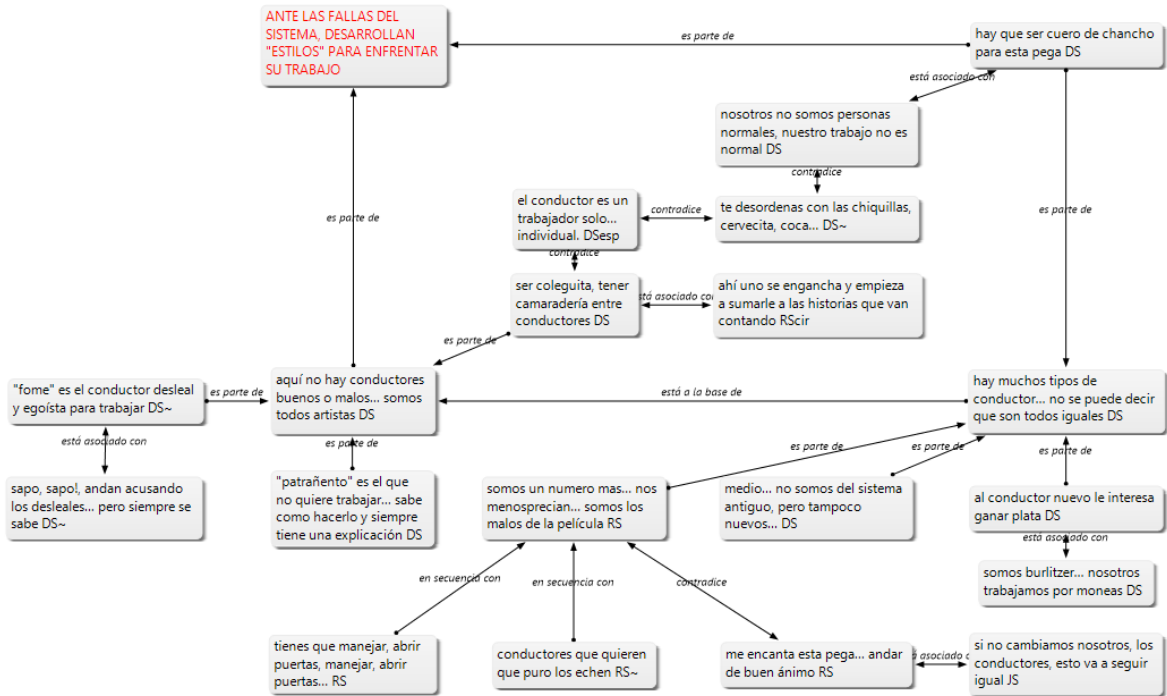 ANTE LAS FALLAS DEL
SISTEMA, DESARROLLAN
"ESTILOS" PARA ENFRENTAR
SU TRABAJO
es parte de
hay que ser cuero de chancho
para esta pega DS
está asociado con
nosotros no somos personas
normales, nuestro trabajo no es
normal DS
contradice
es parte de
el conductor es un
trabajador solo...
individual. DSesp
contradice
te desordenas con las chiquillas,
cervecita, coca... DS~
es parte de
contradice
ser coleguita, tener
camaradería entre
conductores DS
está asociado con
ahí uno se engancha y empieza
a sumarle a las historias que van
contando RScir
es parte de
"fome" es el conductor desleal
y egoísta para trabajar DS~
es parte de
aquí no hay conductores
buenos o malos... somos
todos artistas DS
está a la base de
hay muchos tipos de
conductor... no se puede decir
que son todos iguales DS
está asociado con
es parte de
es parte de
es parte de
es parte de
sapo, sapo!, andan acusando
los desleales... pero siempre se
sabe DS~
"patrañento" es el que
no quiere trabajar... sabe
como hacerlo y siempre
tiene una explicación DS
somos un numero mas... nos
menosprecian... somos los
malos de la película RS
medio... no somos del sistema
antiguo, pero tampoco
nuevos... DS
al conductor nuevo le interesa
ganar plata DS
está asociado con
somos burlitzer... nosotros
trabajamos por moneas DS
en secuencia con
en secuencia con
contradice
tienes que manejar, abrir
puertas, manejar, abrir
puertas... RS
conductores que quieren
que puro los echen RS~
me encanta esta pega... andar
de buen ánimo RS
está asociado con
si no cambiamos nosotros, los
conductores, esto va a seguir
igual JS